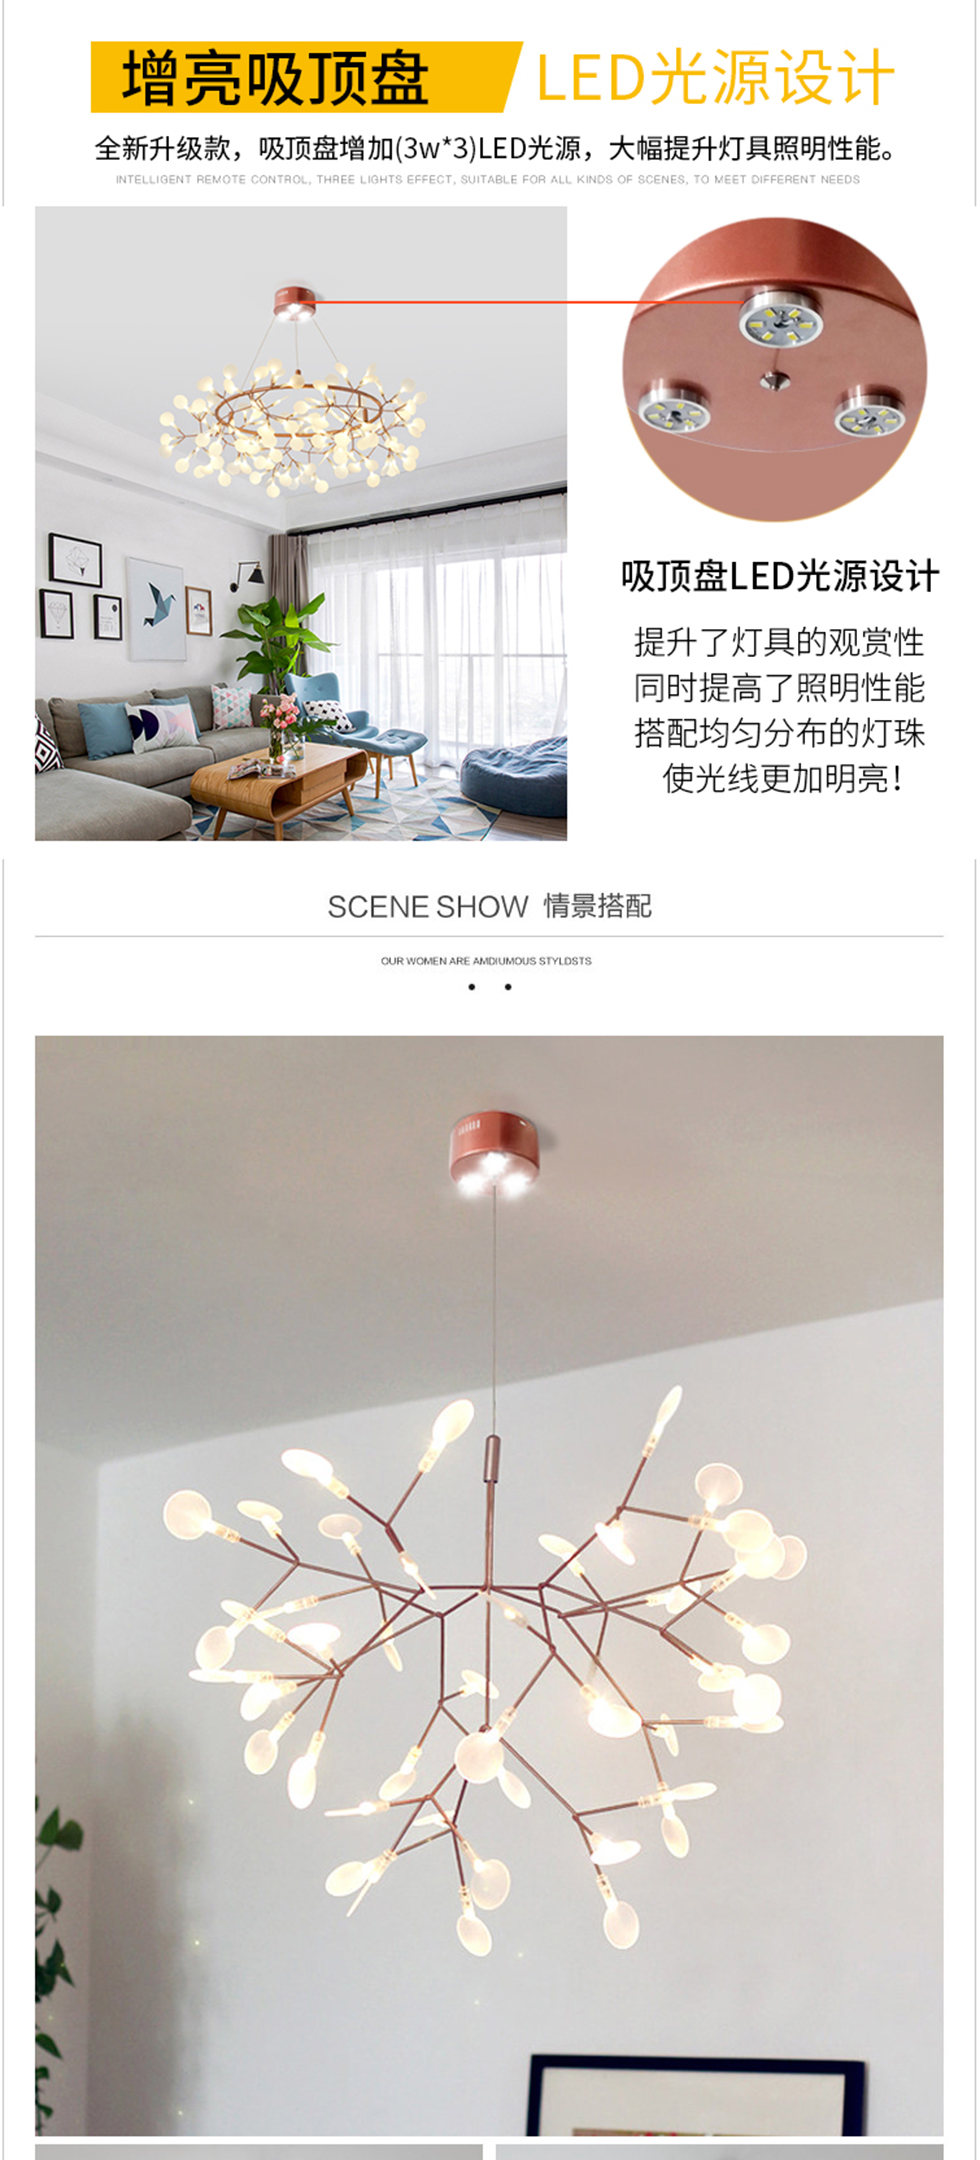 增亮吸顶盘 LED光源设计
全新升级款，吸顶盘增加(3w*3)LED光源，大幅提升灯具照明性能。
INTELLIGENT REMOTE CONTROL, THREE LIGHTS EFFECT, SUITABLE FOR ALL KINDS OF SCENES, TO MEET DIFFERENT NEEDS
吸顶盘LED光源设计
提升了灯具的观赏性
同时提高了照明性能
搭配均匀分布的灯珠
使光线更加明亮！
SCENE SHOW 情景搭配
OUR WOMEN ARE AMDIUMOUS STYLDSTS